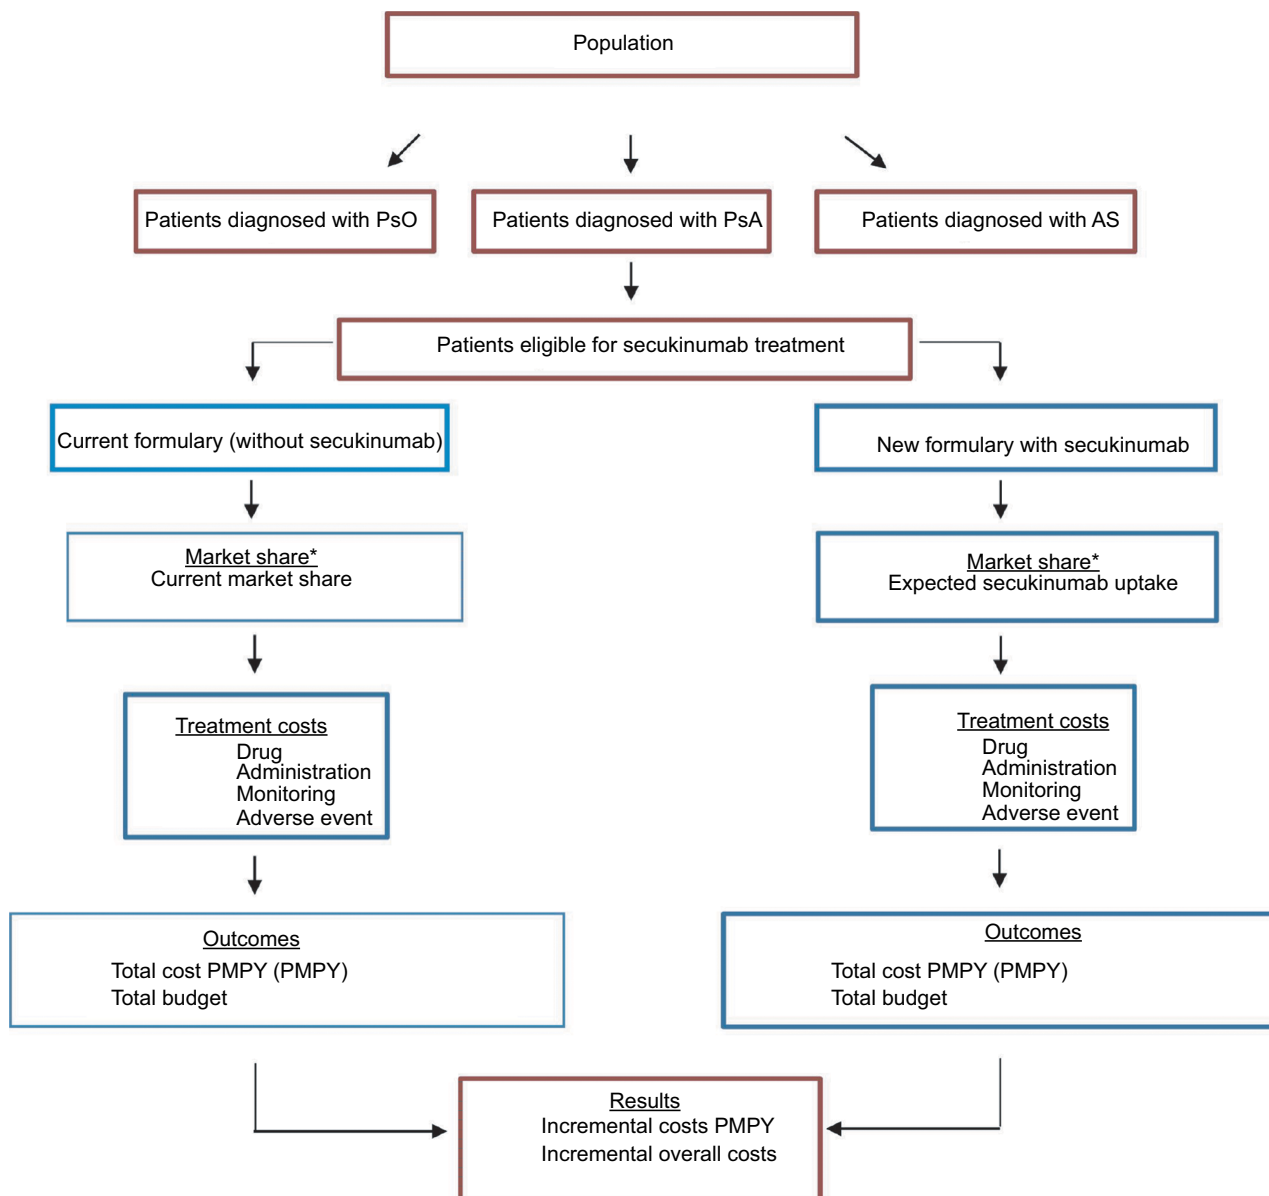 Population
Patients diagnosed with PsO
Patients diagnosed with PsA
Patients diagnosed with AS
Patients eligible for secukinumab treatment
Current formulary (without secukinumab)
New formulary with secukinumab
Market share*
Current market share
Market share*
Expected secukinumab uptake
Treatment costs
Drug
Administration
Monitoring
Adverse event
Treatment costs
Drug
Administration
Monitoring
Adverse event
Outcomes
Total cost PMPY (PMPY)
Total budget
Outcomes
Total cost PMPY (PMPY)
Total budget
Results
Incremental costs PMPY
Incremental overall costs